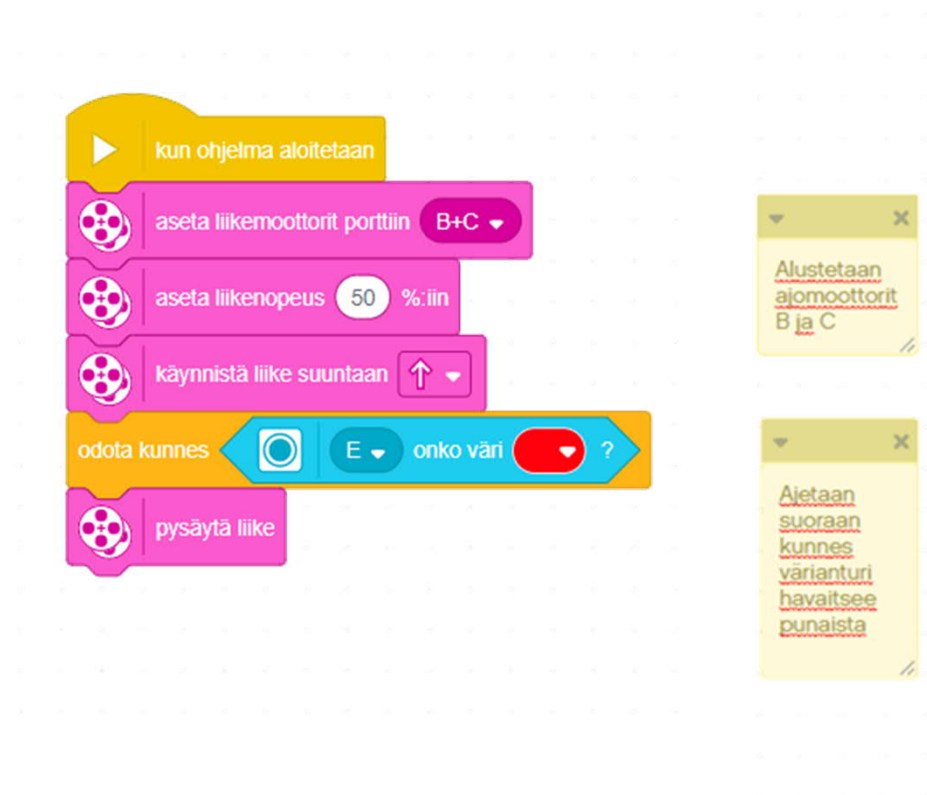 kun ohjelma aloitetaan
aseta liikemoottorit porttiin B+C
aseta liikenopeus 50 %:iin
käynnistä liike suuntaan
odota kunnes E onko väri ?
pysäytä liike
Alustetaan
ajomoottorit
B ja C
Ajetaan
suoraan
kunnes
värianturi
havaitsee
punaista